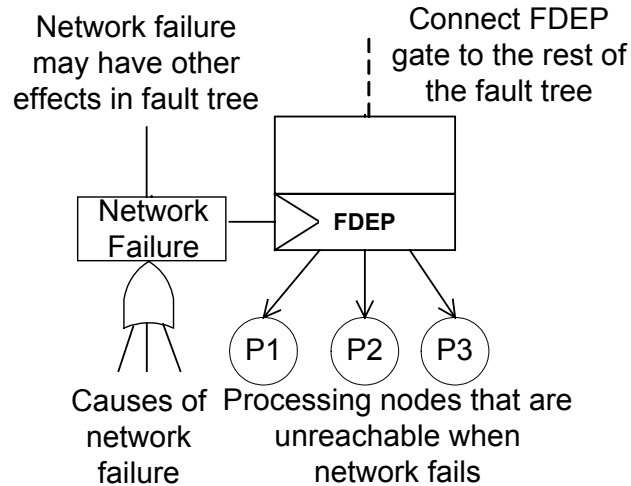 Network failure
may have other
effects in fault tree
Connect FDEP
gate to the rest of
the fault tree
Network
Failure
FDEP
P1
P2
P3
Causes of
network
failure
Processing nodes that are
unreachable when
network fails